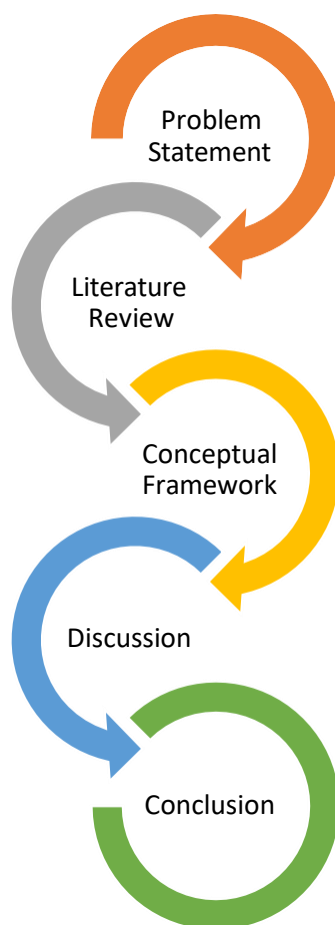 Problem
Statement
Literature
Review
Conceptual
Framework
Discussion
Conclusion